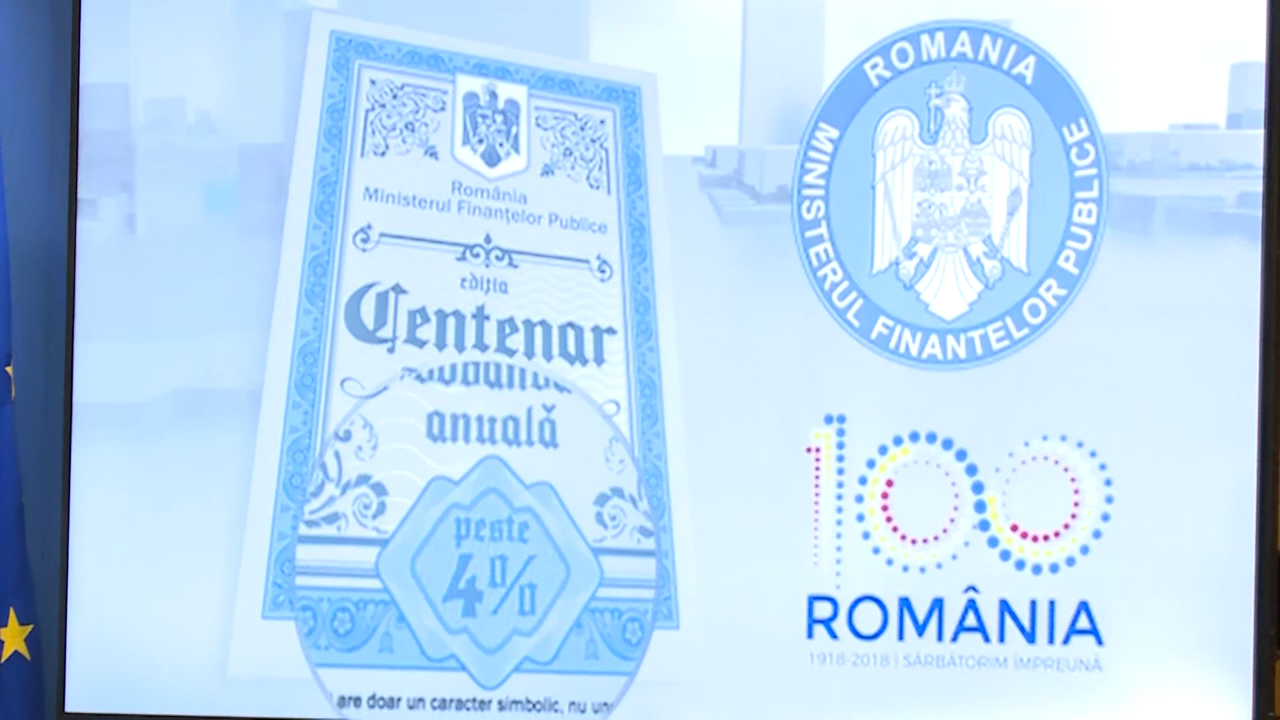 România
Ministerul Finanțelor Publice
ediția
Centenar
anuală
peste
4%
are doar un caracter simbolic, nu
ROMANIA
MINISTERUL FINANTELOR PUBLICE
100
ROMÂNIA
1918-2018 | SĂRBĂTORIM ÎMPREUNĂ